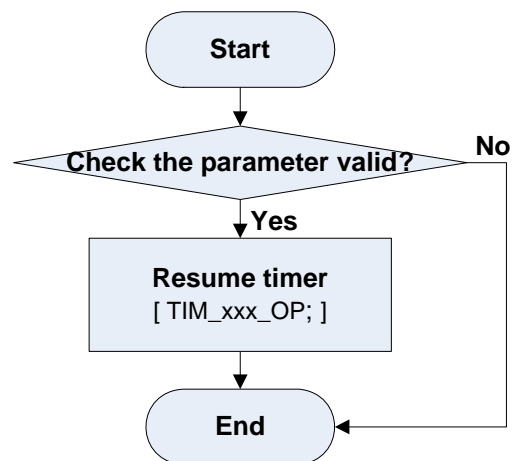 Start
Check the parameter valid?
No
Yes
Resume timer
[ TIM_xxx_OP; ]
End